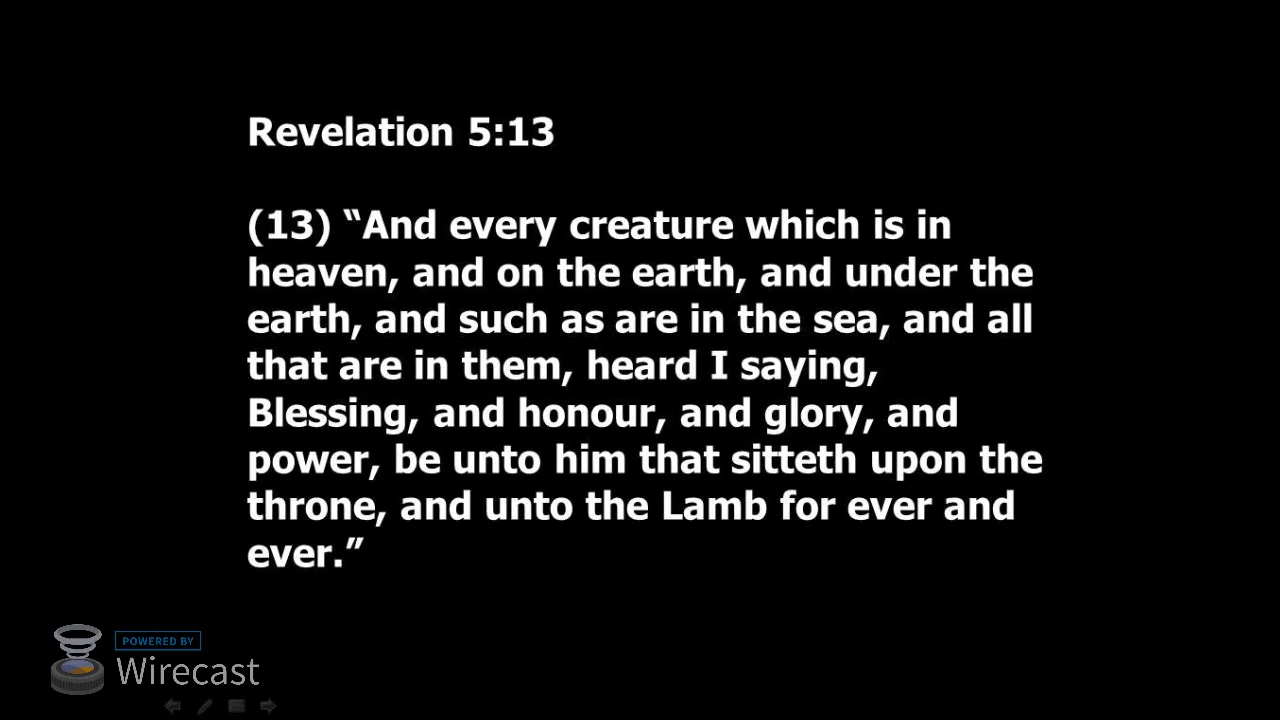 Revelation 5:13
(13) “And every creature which is in
heaven, and on the earth, and under the
earth, and such as are in the sea, and all
that are in them, heard I saying,
Blessing, and honour, and glory, and
power, be unto him that sitteth upon the
throne, and unto the Lamb for ever and
ever.”
POWERED BY
Wirecast